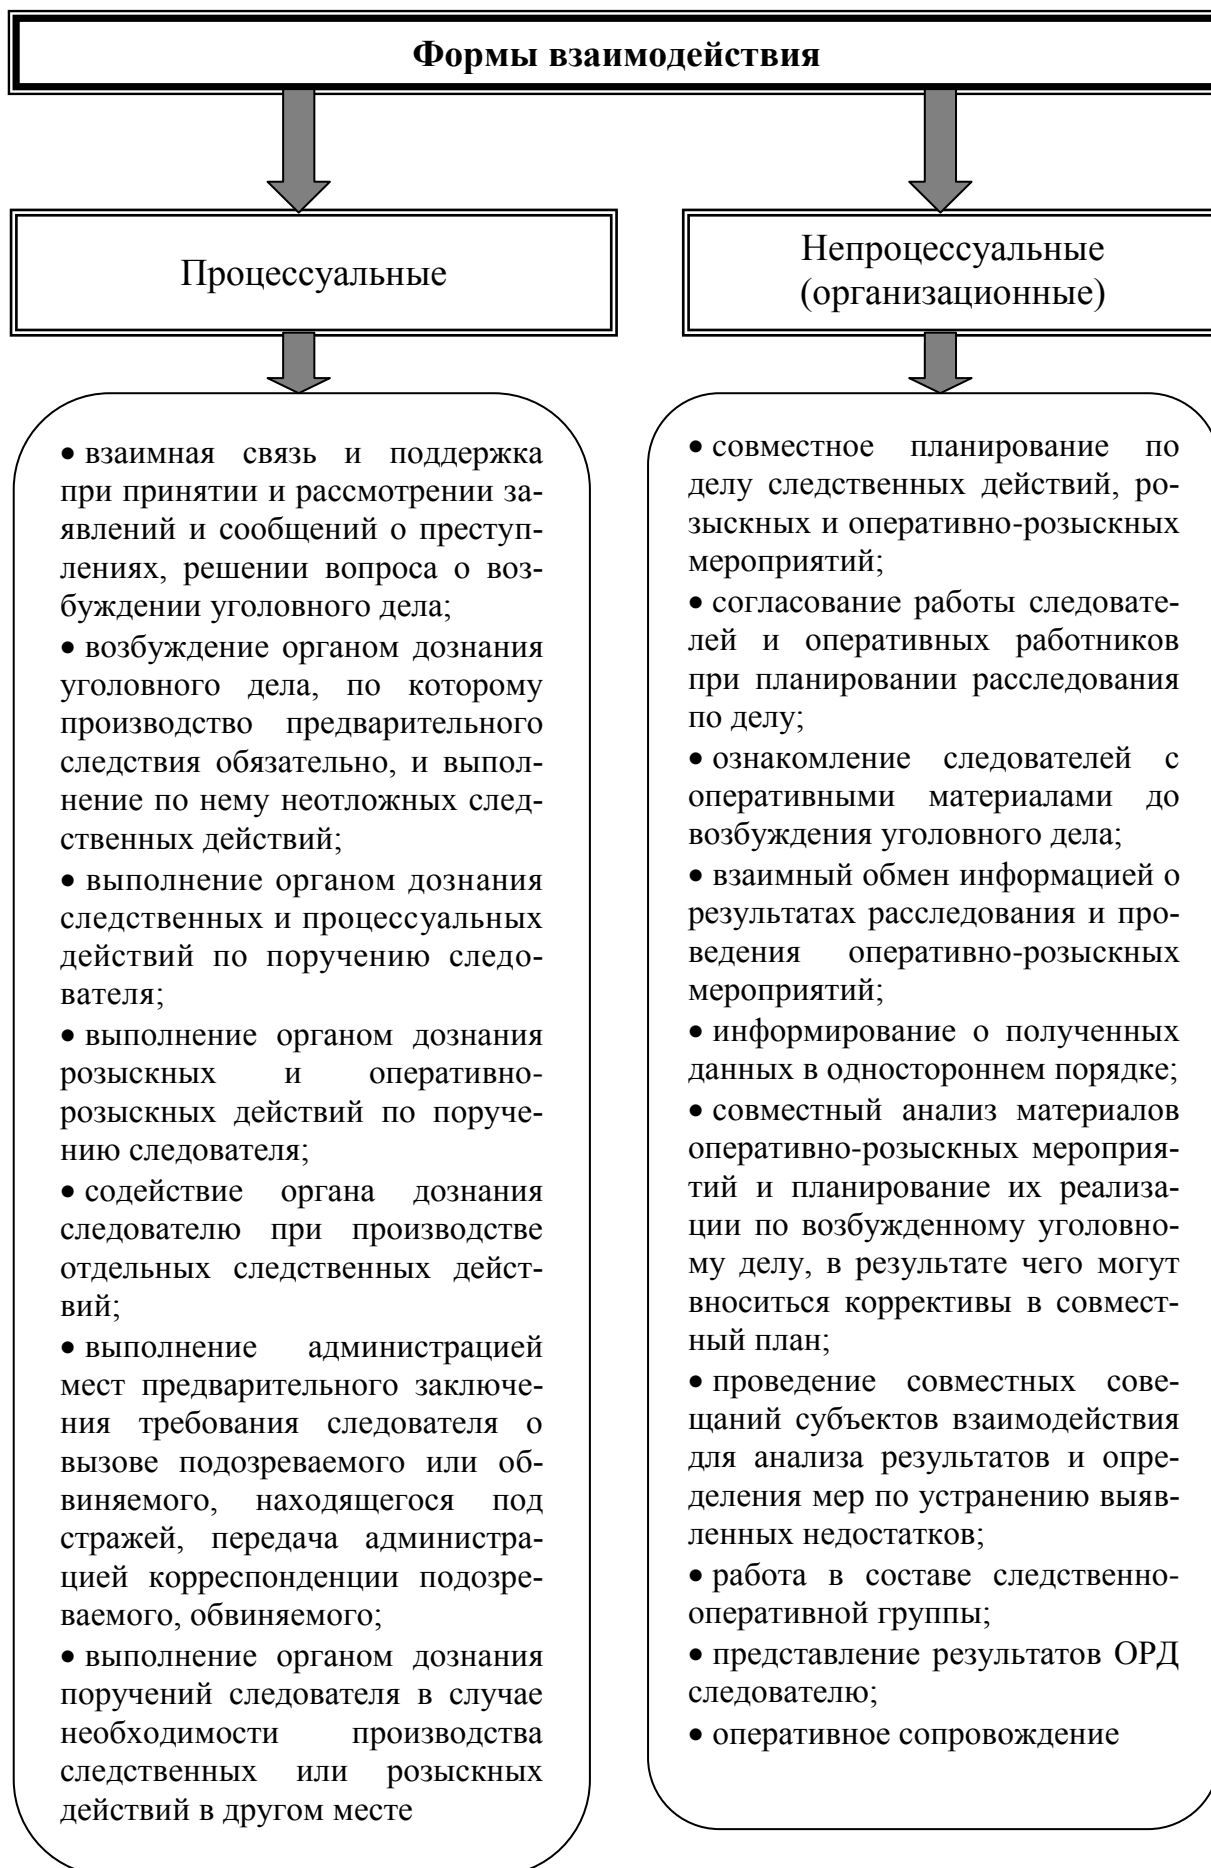 Формы взаимодействия
Процессуальные
• взаимная связь и поддержка
при принятии и рассмотрении за-
явлений и сообщений о преступ-
лениях, решении вопроса о воз-
буждении уголовного дела;
• возбуждение органом дознания
уголовного дела, по которому
производство предварительного
следствия обязательно, и выпол-
нение по нему неотложных след-
ственных действий;
• выполнение органом дознания
следственных и процессуальных
действий по поручению следо-
вателя;
• выполнение органом дознания
розыскных и оперативно-
розыскных действий по поруче-
нию следователя;
• содействие органа дознания
следователю при производстве
отдельных следственных дейст-
вий;
• выполнение администрацией
мест предварительного заключе-
ния требования следователя о
вызове подозреваемого или об-
виняемого, находящегося под
стражей, передача администра-
цией корреспонденции подозре-
ваемого, обвиняемого;
• выполнение органом дознания
поручений следователя в случае
необходимости производства
следственных или розыскных
действий в другом месте
Непроцессуальные
(организационные)
• совместное планирование по
делу следственных действий, ро-
зыскных и оперативно-розыскных
мероприятий;
• согласование работы следовате-
лей и оперативных работников
при планировании расследования
по делу;
• ознакомление следователей с
оперативными материалами до
возбуждения уголовного дела;
• взаимный обмен информацией о
результатах расследования и про-
ведения оперативно-розыскных
мероприятий;
• информирование о полученных
данных в одностороннем порядке;
• совместный анализ материалов
оперативно-розыскных мероприя-
тий и планирование их реализа-
ции по возбужденному уголовно-
му делу, в результате чего могут
вноситься коррективы в совмест-
ный план;
• проведение совместных сове-
щаний субъектов взаимодействия
для анализа результатов и опре-
деления мер по устранению выяв-
ленных недостатков;
• работа в составе следственно-
оперативной группы;
• представление результатов ОРД
следователю;
• оперативное сопровождение